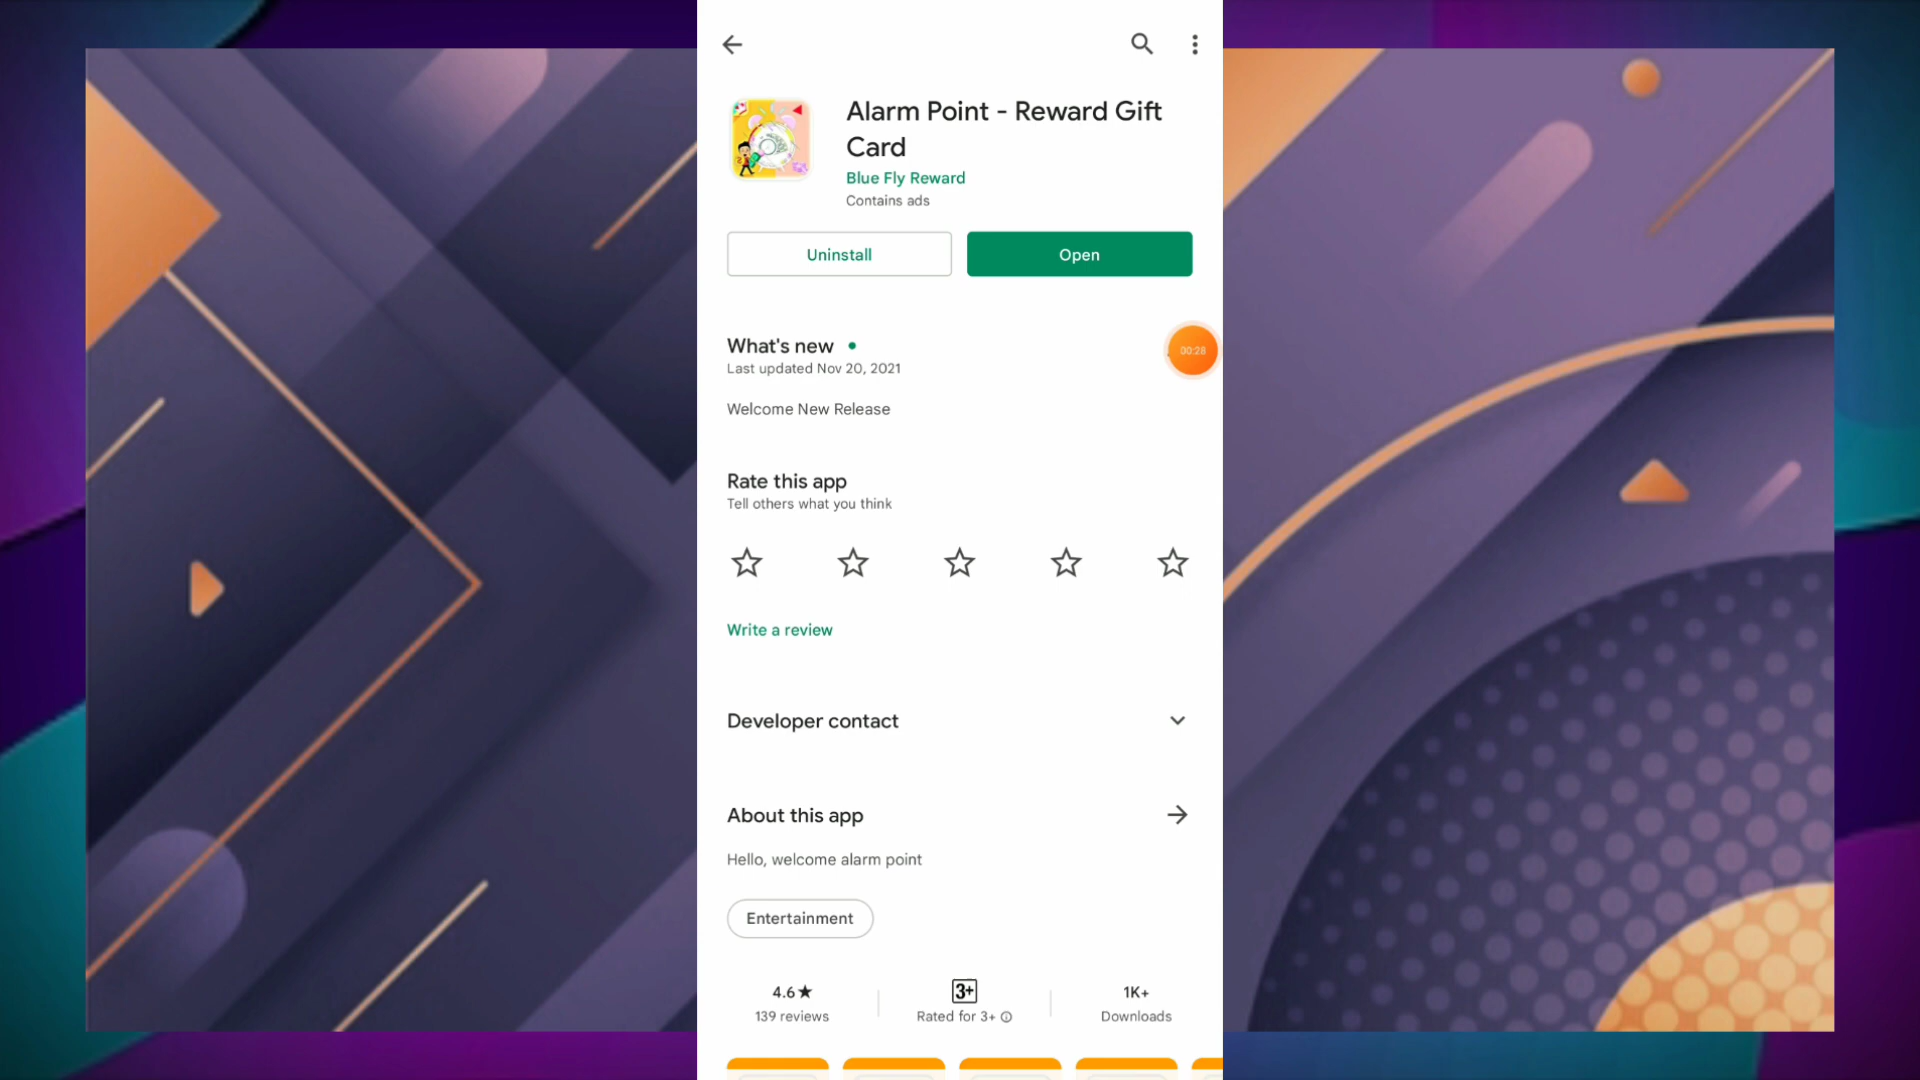 Alarm Point - Reward Gift
Card
Blue Fly Reward
Contains ads
Uninstall
Open
What's new
Last updated Nov 20, 2021
00:28
Welcome New Release
Rate this app
Tell others what you think
Write a review
Developer contact
About this app
Hello, welcome alarm point
Entertainment
4.6★
139 reviews
3+
Rated for 3+
1K+
Downloads